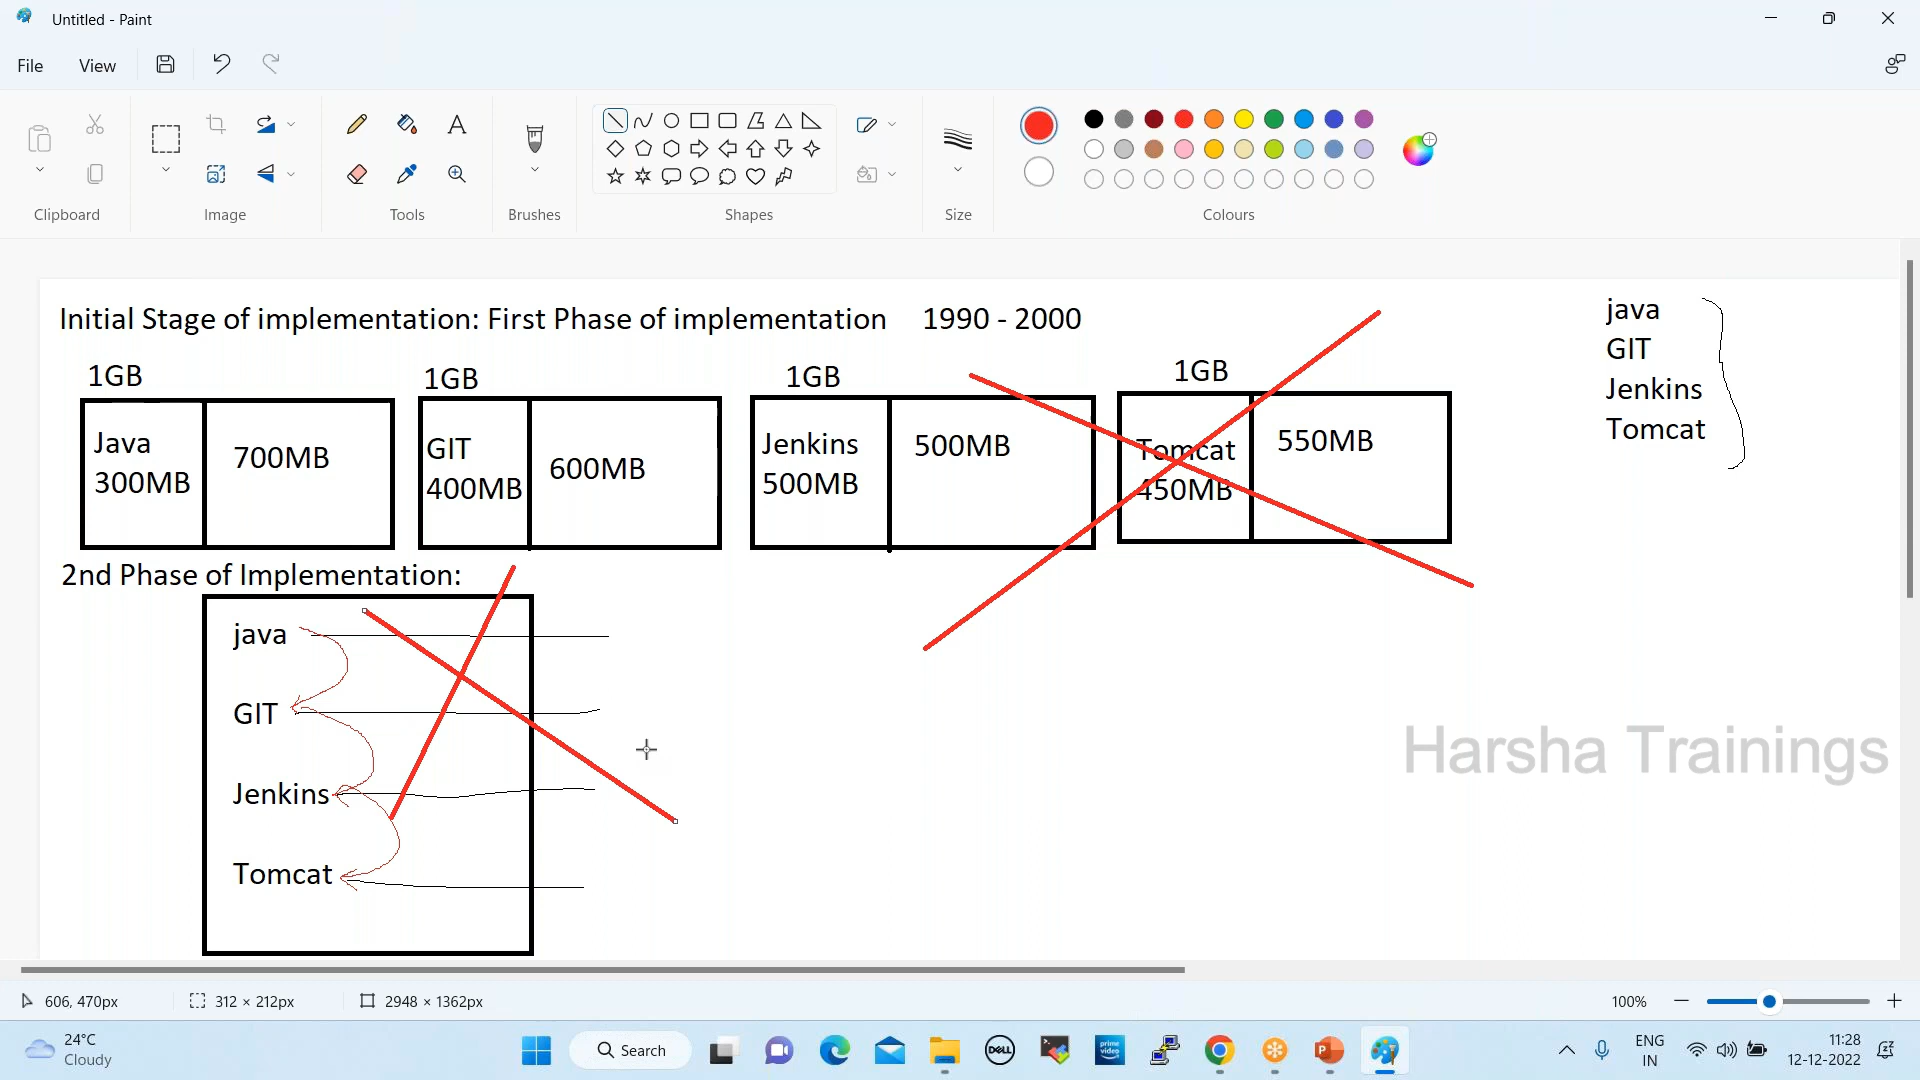 Untitled - Paint
File
View
Clipboard
Image
Tools
Brushes
Shapes
Size
Colours
Initial Stage of implementation: First Phase of implementation 1990 - 2000
1GB
1GB
1GB
1GB
Java
300MB
700MB
GIT
400MB
600MB
Jenkins
500MB
500MB
Tomcat
450MB
550MB
java
GIT
Jenkins
Tomcat
2nd Phase of Implementation:
java
GIT
Jenkins
Tomcat
Harsha Trainings
606, 470px
312 × 212px
2948 × 1362px
100%
24°C
Cloudy
Search
DELL
prime
video
P
ENG
IN
11:28
12-12-2022